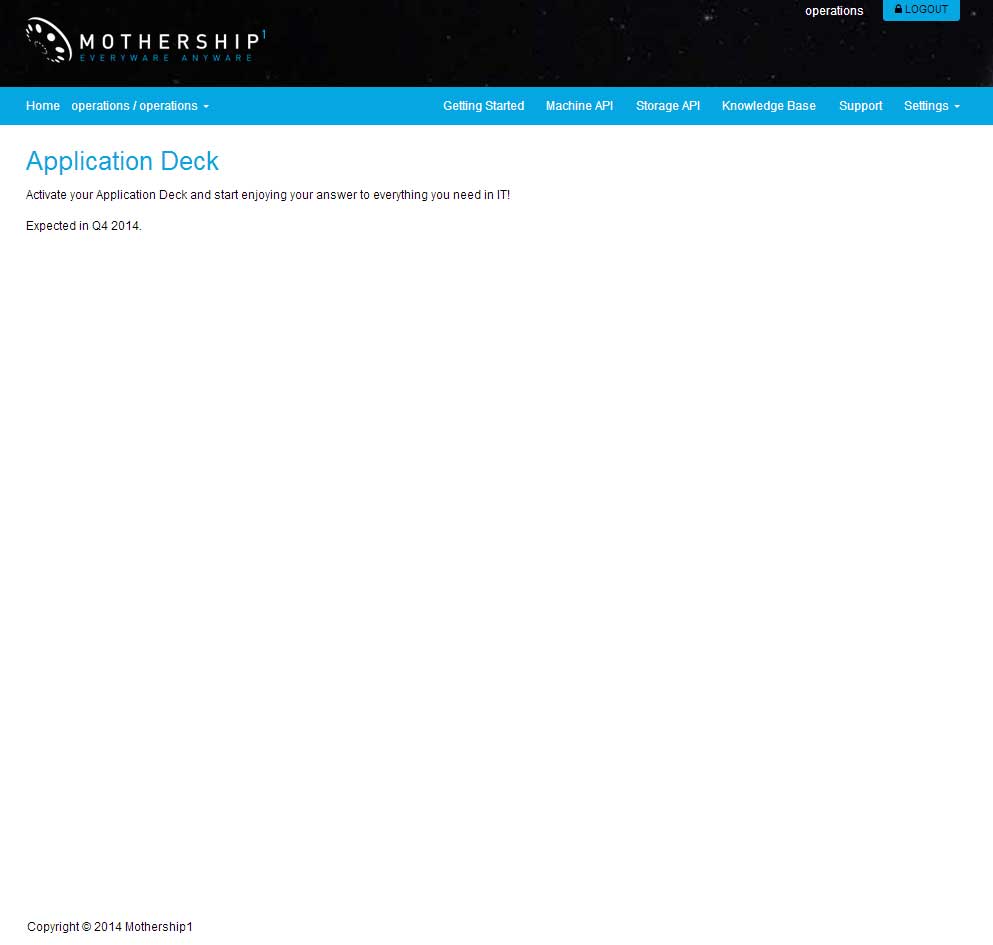 operations
LOGOUT
MOTHERSHIP1
EVERYWARE ANYWARE
Home operations / operations Getting Started Machine API Storage API Knowledge Base Support Settings
Application Deck
Activate your Application Deck and start enjoying your answer to everything you need in IT!
Expected in Q4 2014.
Copyright © 2014 Mothership1